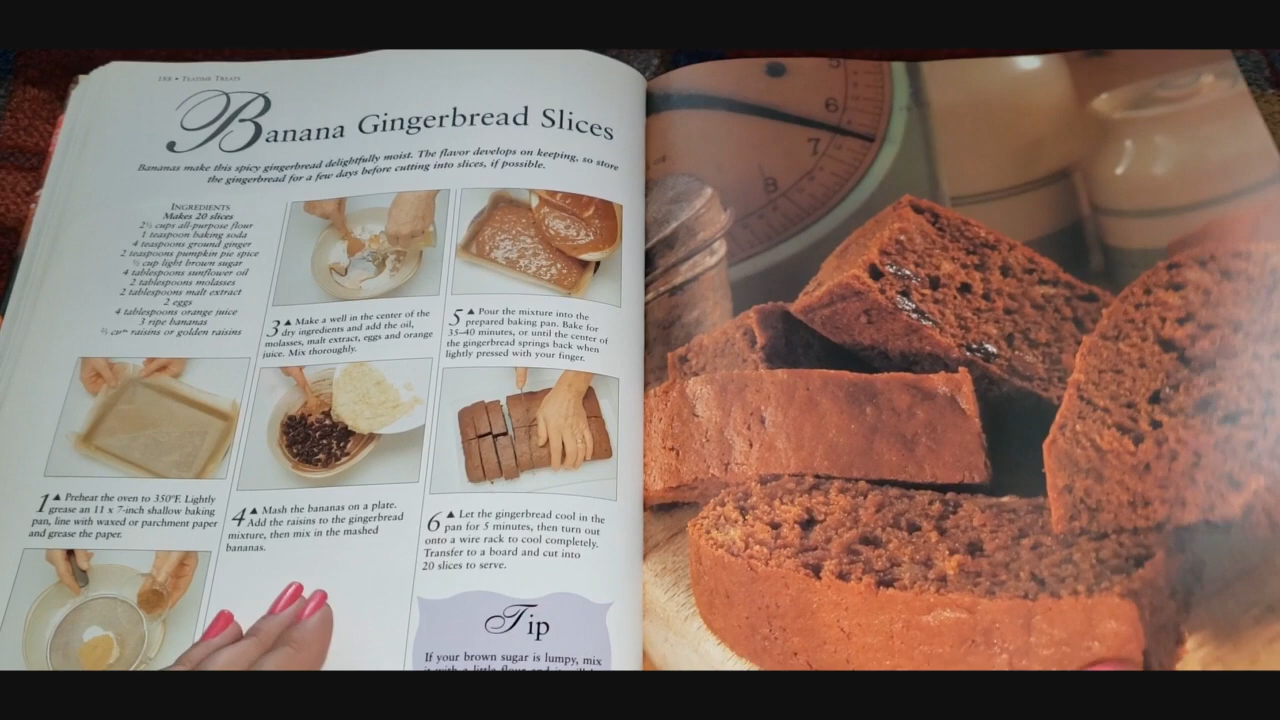 188 • TEATIME TREATS
Banana Gingerbread Slices
Bananas make this spicy gingerbread delightfully moist. The flavor develops on keeping, so store
the gingerbread for a few days before cutting into slices, if possible.
INGREDIENTS
Makes 20 slices
2½ cups all-purpose flour
1 teaspoon baking soda
4 teaspoons ground ginger
2 teaspoons pumpkin pie spice
½ cup light brown sugar
4 tablespoons sunflower oil
2 tablespoons molasses
2 tablespoons malt extract
2 eggs
4 tablespoons orange juice
3 ripe bananas
raisins or golden raisins
1 ▲ Preheat the oven to 350°F. Lightly
grease an 11 x 7-inch shallow baking
pan, line with waxed or parchment paper
and grease the paper.
3 ▲ Make a well in the center of the
dry ingredients and add the oil,
molasses, malt extract, eggs and orange
juice. Mix thoroughly.
4 ▲ Mash the bananas on a plate.
Add the raisins to the gingerbread
mixture, then mix in the mashed
bananas.
5 ▲ Pour the mixture into the
prepared baking pan. Bake for
35–40 minutes, or until the center of
the gingerbread springs back when
lightly pressed with your finger.
6 ▲ Let the gingerbread cool in the
pan for 5 minutes, then turn out
onto a wire rack to cool completely.
Transfer to a board and cut into
20 slices to serve.
Tip
If your brown sugar is lumpy, mix
5
6
7
8